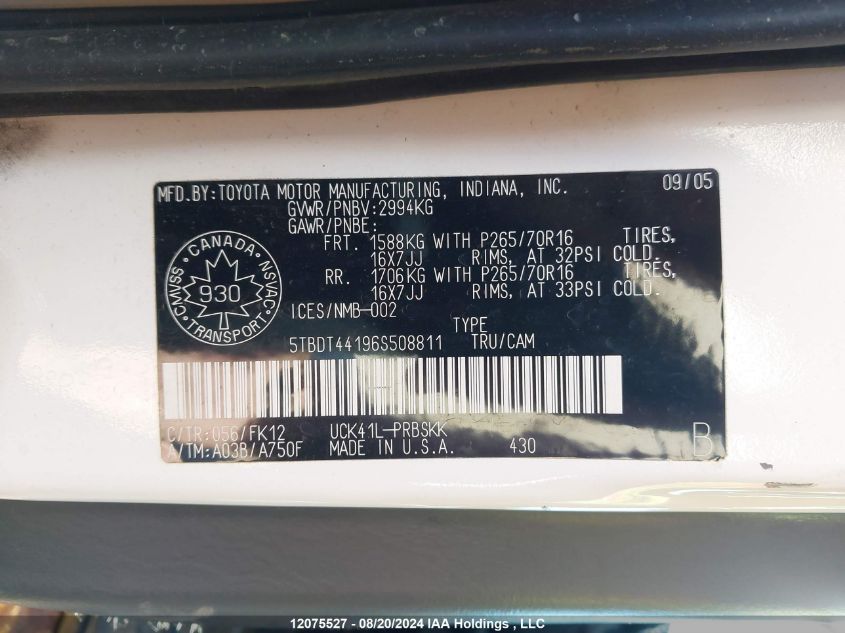 MFD.BY:TOYOTA MOTOR MANUFACTURING, INDIANA, INC. 09/05
GVWR/PNBV:2994KG
GAWR/PNBE:
FRT. 1588KG WITH P265/70R16 TIRES,
16X7JJ RIMS, AT 32PSI COLD.
RR. 1706KG WITH P265/70R16 TIRES,
16X7JJ RIMS, AT 33PSI COLD.
ICES/NMB-002
CANADA
CMVSS 930 NSVAC
TRANSPORT
TYPE
5TBDT44196S508811 TRU/CAM
C/TR:056/FK12 UCK41L-PRBSKK
A/TM:A03B/A750F MADE IN U.S.A. 430 B
12075527 - 08/20/2024 - IAA Holdings , LLC